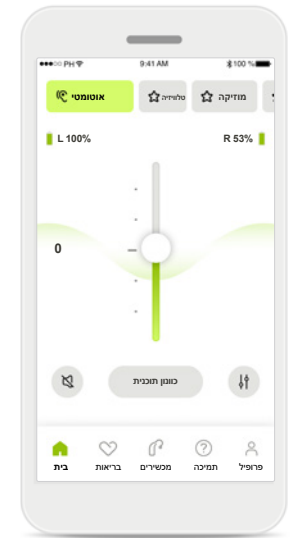 PH 9:41 AM 100 %
אוטומטי טלוויזיה מוזיקה
L 100% R 53%
0
כוונון תוכנית
בית בריאות מכשירים תמיכה פרופיל